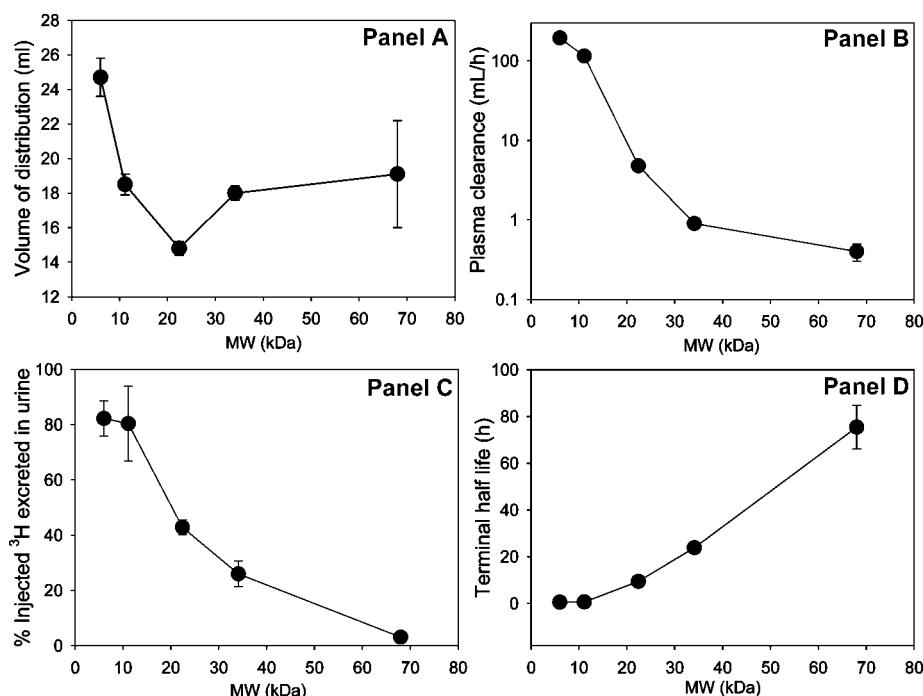 Panel A
Volume of distribution (ml)
28
26
24
22
20
18
16
14
12
0 10 20 30 40 50 60 70 80
MW (kDa)
Panel B
Plasma clearance (mL/h)
100
10
1
0.1
0 10 20 30 40 50 60 70 80
MW (kDa)
Panel C
% Injected ³H excreted in urine
100
80
60
40
20
0
0 10 20 30 40 50 60 70 80
MW (kDa)
Panel D
Terminal half life (h)
100
80
60
40
20
0
0 10 20 30 40 50 60 70 80
MW (kDa)